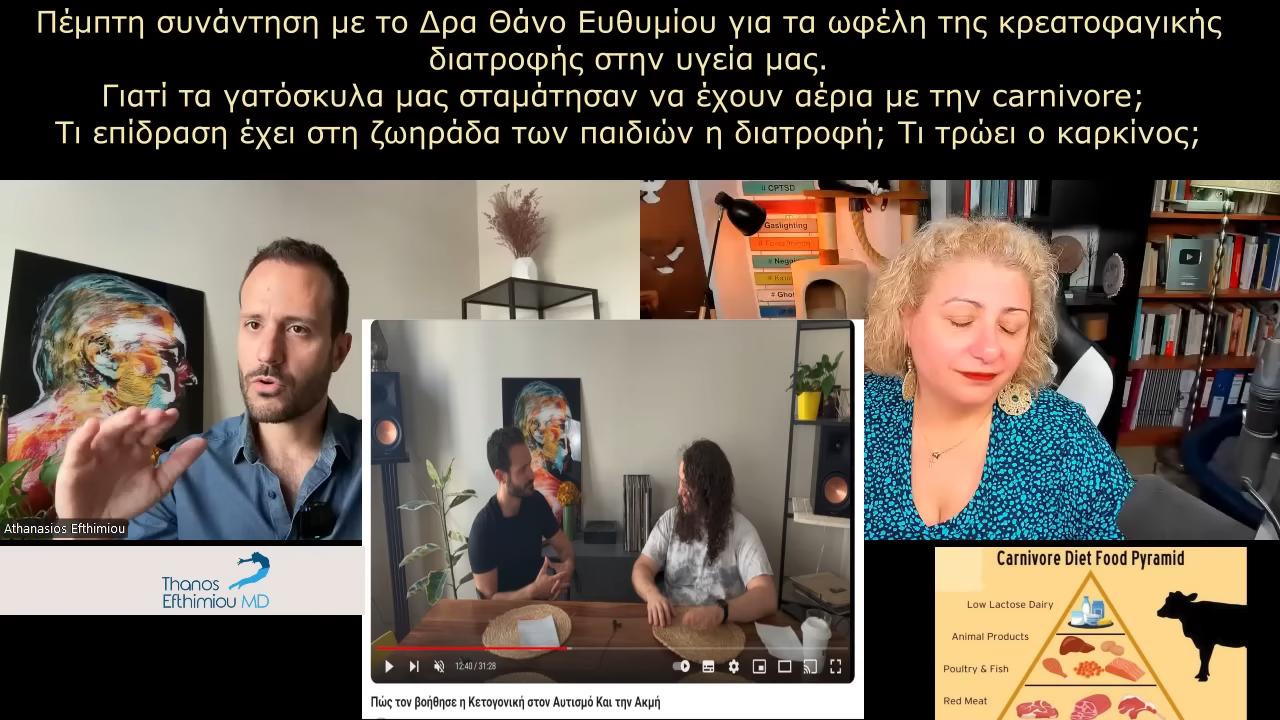 Πέμπτη συνάντηση με το Δρα Θάνο Ευθυμίου για τα ωφέλη της κρεατοφαγικής
διατροφής στην υγεία μας.
Γιατί τα γατόσκυλα μας σταμάτησαν να έχουν αέρια με την carnivore;
Τι επίδραση έχει στη ζωηράδα των παιδιών η διατροφή; Τι τρώει ο καρκίνος;
# CPTSD
Gaslighting
Athanasios Efthimiou
Thanos
Efthimiou MD
12:40 / 31:28
Πώς τον βοήθησε η Κετογονική στον Αυτισμό Και την Ακμή
Carnivore Diet Food Pyramid
Low Lactose Dairy
Animal Products
Poultry & Fish
Red Meat